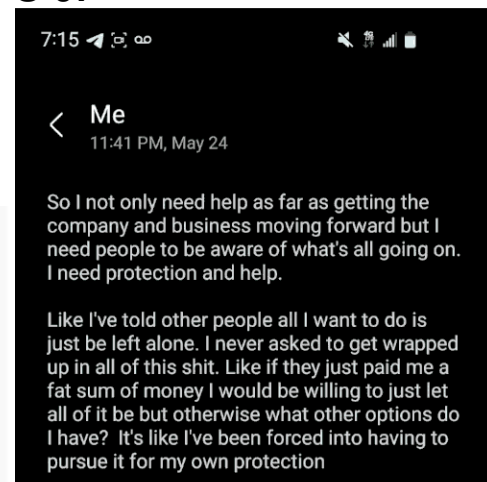 7:15
Me
11:41 PM, May 24
So I not only need help as far as getting the
company and business moving forward but I
need people to be aware of what's all going on.
I need protection and help.
Like I've told other people all I want to do is
just be left alone. I never asked to get wrapped
up in all of this shit. Like if they just paid me a
fat sum of money I would be willing to just let
all of it be but otherwise what other options do
I have?  It's like I've been forced into having to
pursue it for my own protection